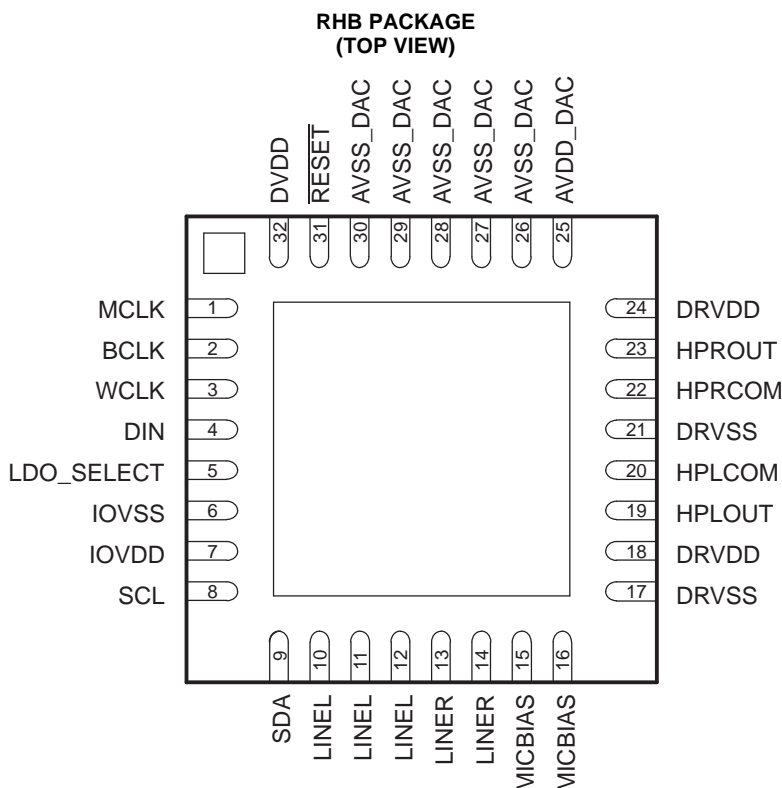 RHB PACKAGE
(TOP VIEW)
DVDD
RESET
AVSS_DAC
AVSS_DAC
AVSS_DAC
AVSS_DAC
AVSS_DAC
AVDD_DAC
32
31
30
29
28
27
26
25
MCLK 1
BCLK 2
WCLK 3
DIN 4
LDO_SELECT 5
IOVSS 6
IOVDD 7
SCL 8
24 DRVDD
23 HPROUT
22 HPRCOM
21 DRVSS
20 HPLCOM
19 HPLOUT
18 DRVDD
17 DRVSS
9
10
11
12
13
14
15
16
SDA
LINEL
LINEL
LINEL
LINER
LINER
MICBIAS
MICBIAS